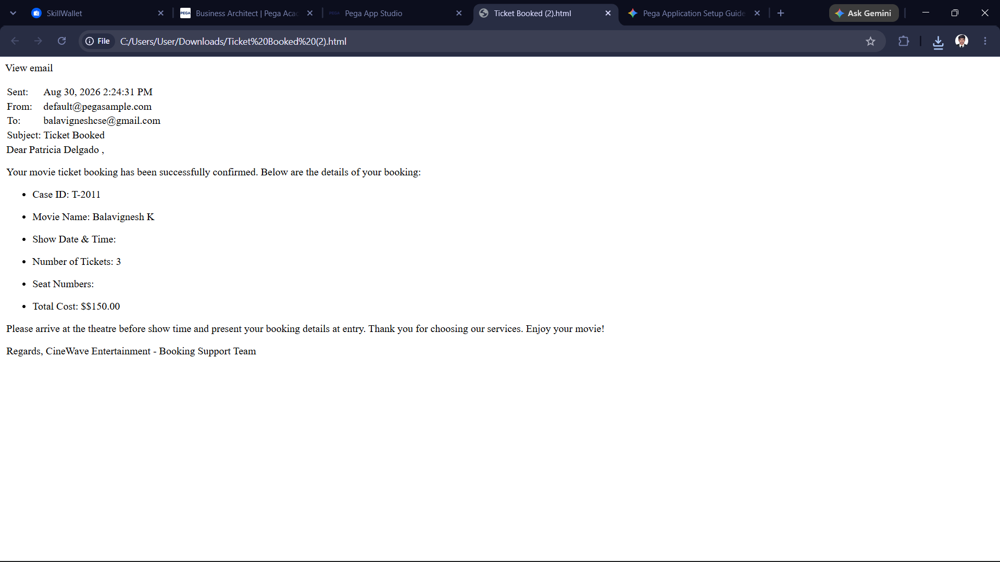 SkillWallet
Business Architect | Pega Aca
Pega App Studio
Ticket Booked (2).html
Pega Application Setup Guide
Ask Gemini
File
C:/Users/User/Downloads/Ticket%20Booked%20(2).html
View email
Sent: Aug 30, 2026 2:24:31 PM
From: default@pegasample.com
To: balavigneshcse@gmail.com
Subject: Ticket Booked
Dear Patricia Delgado ,
Your movie ticket booking has been successfully confirmed. Below are the details of your booking:
• Case ID: T-2011
• Movie Name: Balavignesh K
• Show Date & Time:
• Number of Tickets: 3
• Seat Numbers:
• Total Cost: $$150.00
Please arrive at the theatre before show time and present your booking details at entry. Thank you for choosing our services. Enjoy your movie!
Regards, CineWave Entertainment - Booking Support Team